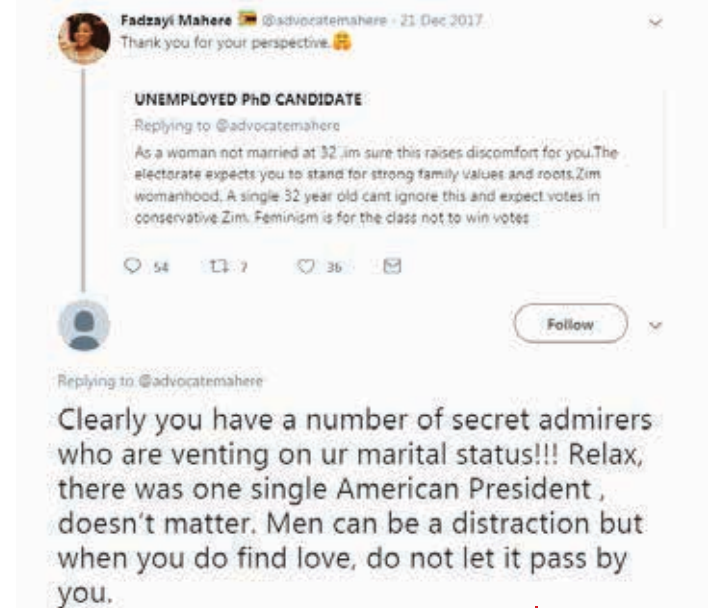 Fadzayi Mahere @advocatemahere · 21 Dec 2017
Thank you for your perspective.
UNEMPLOYED PhD CANDIDATE
Replying to @advocatemahere
As a woman not married at 32 ,im sure this raises discomfort for you.The
electorate expects you to stand for strong family values and roots.Zim
womanhood. A single 32 year old cant ignore this and expect votes in
conservative Zim. Feminism is for the class not to win votes
54 7 36
Follow
Replying to @advocatemahere
Clearly you have a number of secret admirers
who are venting on ur marital status!!! Relax,
there was one single American President ,
doesn't matter. Men can be a distraction but
when you do find love, do not let it pass by
you.